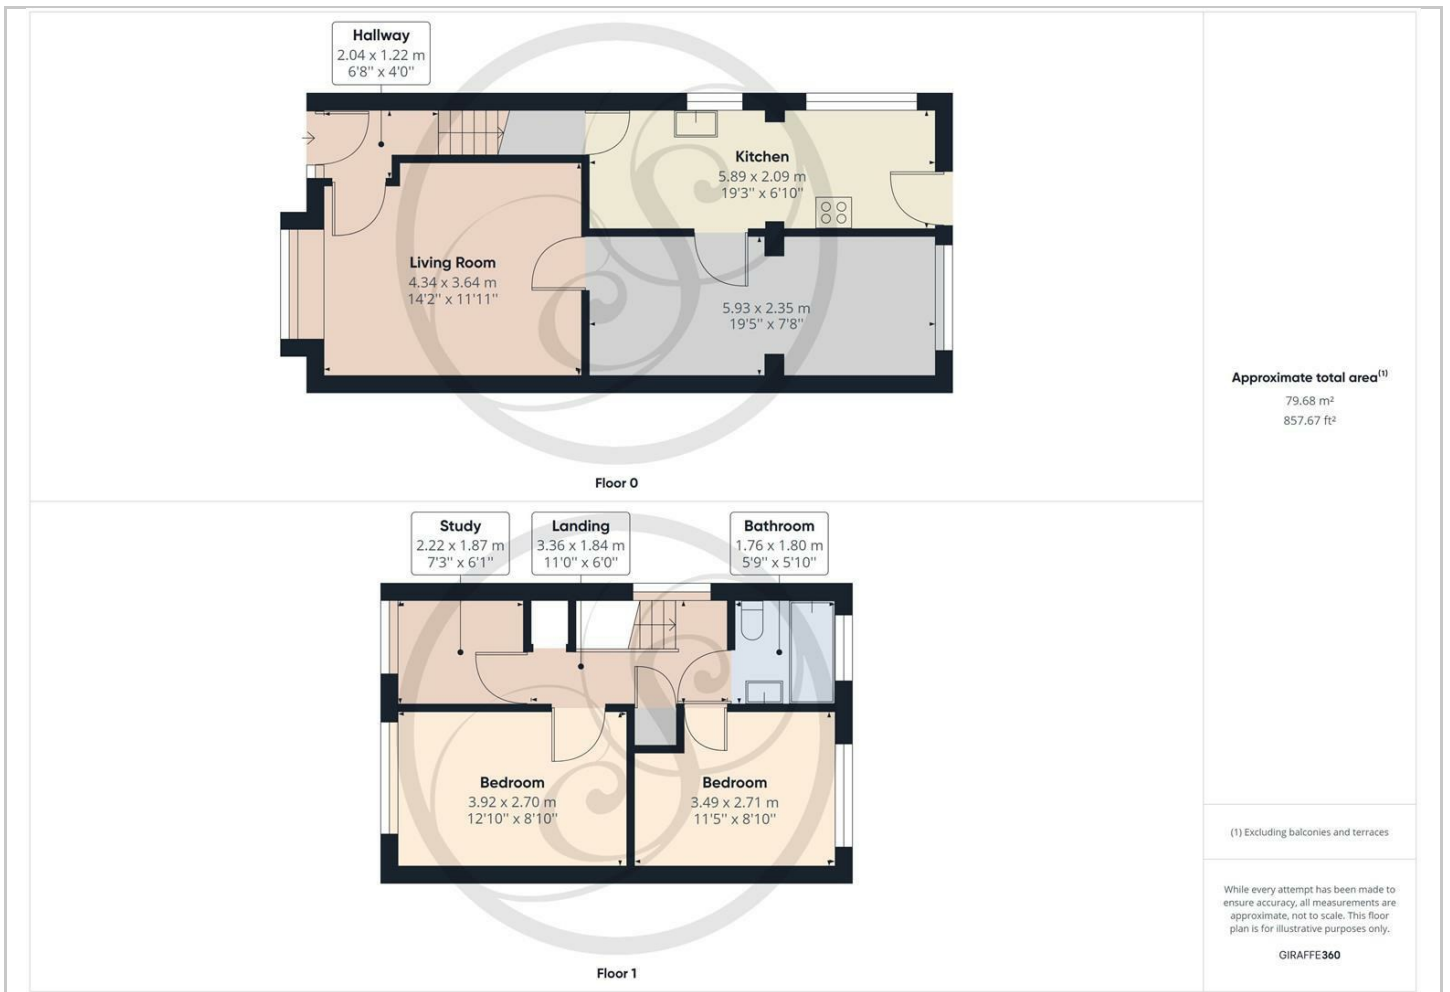 Hallway
2.04 x 1.22 m
6'8" x 4'0"
Kitchen
5.89 x 2.09 m
19'3" x 6'10"
Living Room
4.34 x 3.64 m
14'2" x 11'11"
5.93 x 2.35 m
19'5" x 7'8"
Floor 0
Study
2.22 x 1.87 m
7'3" x 6'1"
Landing
3.36 x 1.84 m
11'0" x 6'0"
Bathroom
1.76 x 1.80 m
5'9" x 5'10"
Bedroom
3.92 x 2.70 m
12'10" x 8'10"
Bedroom
3.49 x 2.71 m
11'5" x 8'10"
Floor 1
Approximate total area(1)
79.68 m²
857.67 ft²
(1) Excluding balconies and terraces
While every attempt has been made to
ensure accuracy, all measurements are
approximate, not to scale. This floor
plan is for illustrative purposes only.
GIRAFFE360